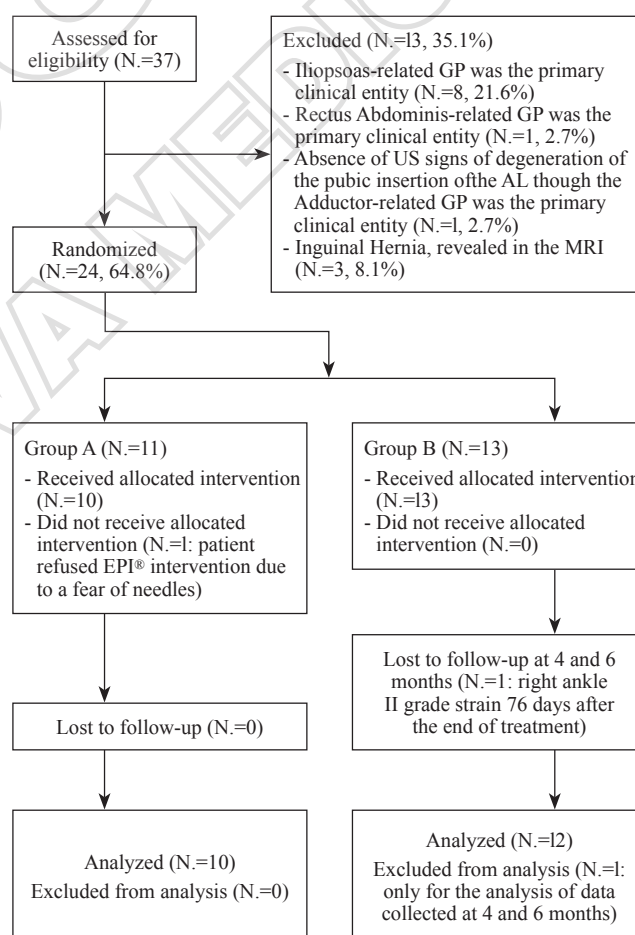 Assessed for
eligibility (N.=37)
Excluded (N.=l3, 35.1%)
- Iliopsoas-related GP was the primary
clinical entity (N.=8, 21.6%)
- Rectus Abdominis-related GP was the
primary clinical entity (N.=1, 2.7%)
- Absence of US signs of degeneration of
the pubic insertion ofthe AL though the
Adductor-related GP was the primary
clinical entity (N.=l, 2.7%)
- Inguinal Hernia, revealed in the MRI
(N.=3, 8.1%)
Randomized
(N.=24, 64.8%)
Group A (N.=11)
- Received allocated intervention
(N.=10)
- Did not receive allocated
intervention (N.=l: patient
refused EPI® intervention due
to a fear of needles)
Group B (N.=13)
- Received allocated intervention
(N.=l3)
- Did not receive allocated
intervention (N.=0)
Lost to follow-up (N.=0)
Lost to follow-up at 4 and 6
months (N.=1: right ankle
II grade strain 76 days after
the end of treatment)
Analyzed (N.=10)
Excluded from analysis (N.=0)
Analyzed (N.=l2)
Excluded from analysis (N.=l:
only for the analysis of data
collected at 4 and 6 months)